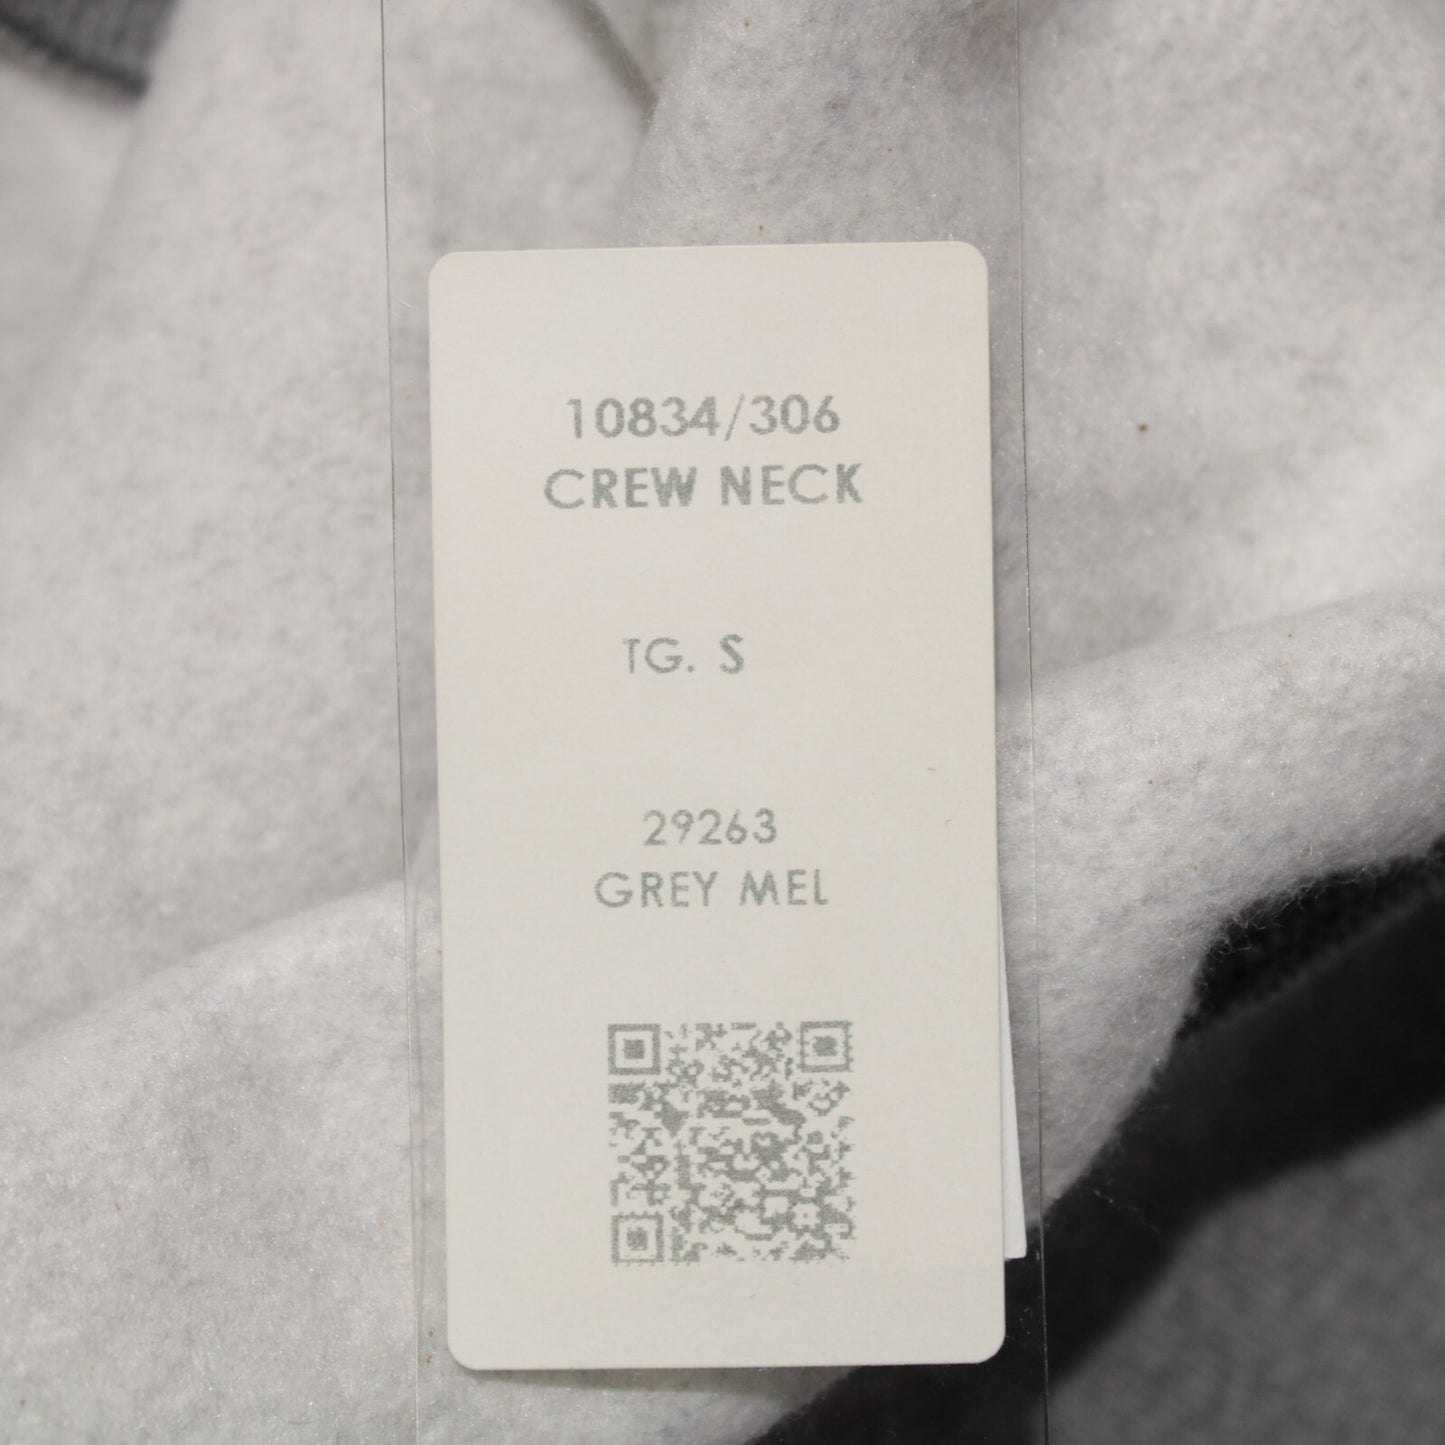 10834/306
CREW NECK
TG. S
29263
GREY MEL